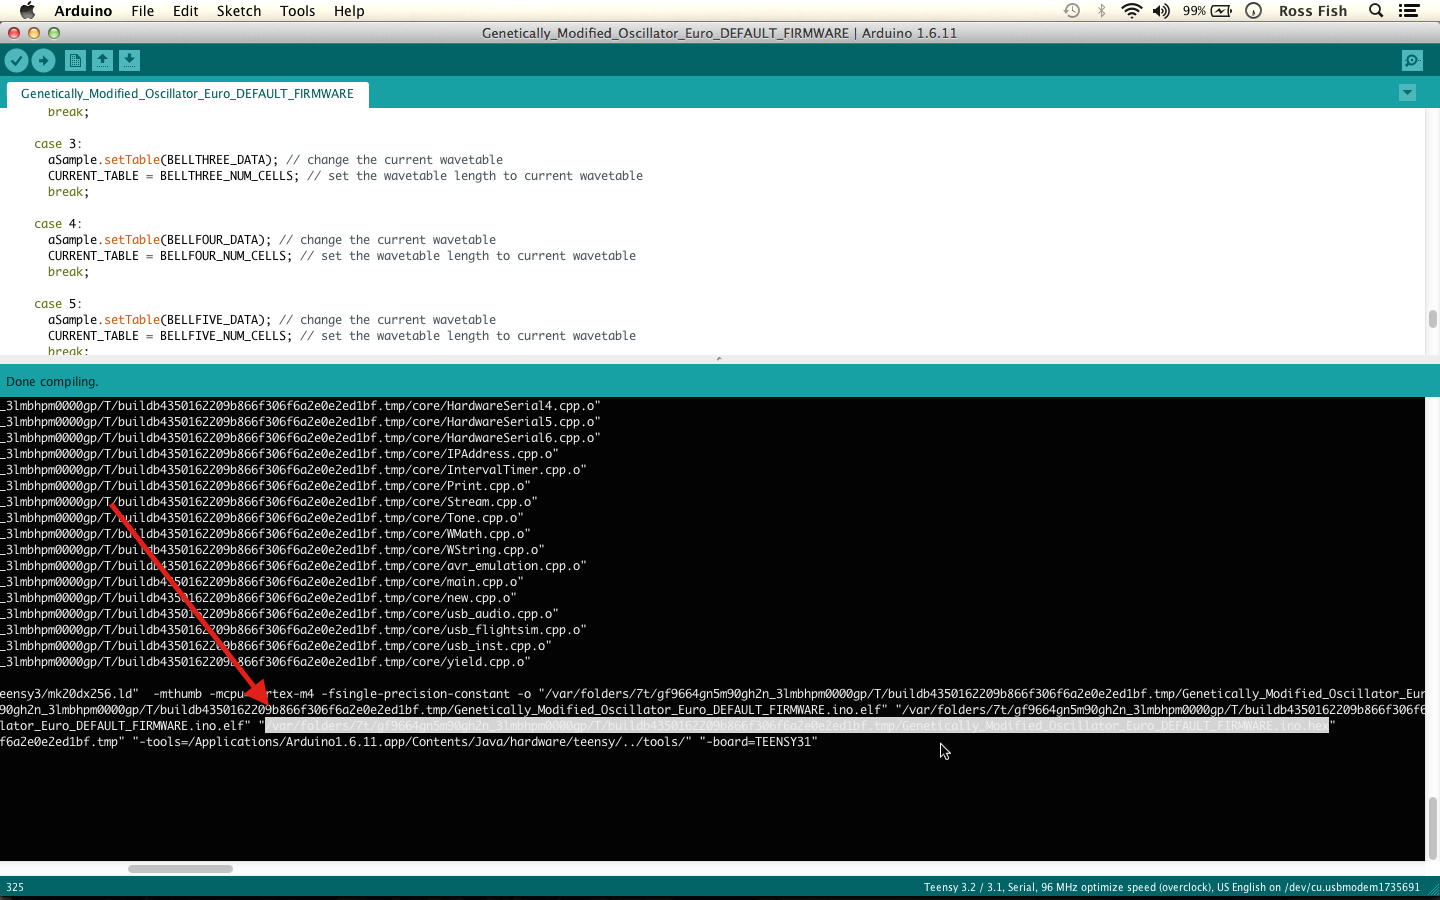 Arduino File Edit Sketch Tools Help 99% Ross Fish
Genetically_Modified_Oscillator_Euro_DEFAULT_FIRMWARE | Arduino 1.6.11
Genetically_Modified_Oscillator_Euro_DEFAULT_FIRMWARE
break;
case 3:
aSample.setTable(BELLTHREE_DATA); // change the current wavetable
CURRENT_TABLE = BELLTHREE_NUM_CELLS; // set the wavetable length to current wavetable
break;
case 4:
aSample.setTable(BELLFOUR_DATA); // change the current wavetable
CURRENT_TABLE = BELLFOUR_NUM_CELLS; // set the wavetable length to current wavetable
break;
case 5:
aSample.setTable(BELLFIVE_DATA); // change the current wavetable
CURRENT_TABLE = BELLFIVE_NUM_CELLS; // set the wavetable length to current wavetable
break;
Done compiling.
_3lmbhpm0000gp/T/buildb4350162209b866f306f6a2e0e2ed1bf.tmp/core/HardwareSerial4.cpp.o"
_3lmbhpm0000gp/T/buildb4350162209b866f306f6a2e0e2ed1bf.tmp/core/HardwareSerial5.cpp.o"
_3lmbhpm0000gp/T/buildb4350162209b866f306f6a2e0e2ed1bf.tmp/core/HardwareSerial6.cpp.o"
_3lmbhpm0000gp/T/buildb4350162209b866f306f6a2e0e2ed1bf.tmp/core/IPAddress.cpp.o"
_3lmbhpm0000gp/T/buildb4350162209b866f306f6a2e0e2ed1bf.tmp/core/IntervalTimer.cpp.o"
_3lmbhpm0000gp/T/buildb4350162209b866f306f6a2e0e2ed1bf.tmp/core/Print.cpp.o"
_3lmbhpm0000gp/T/buildb4350162209b866f306f6a2e0e2ed1bf.tmp/core/Stream.cpp.o"
_3lmbhpm0000gp/T/buildb4350162209b866f306f6a2e0e2ed1bf.tmp/core/Tone.cpp.o"
_3lmbhpm0000gp/T/buildb4350162209b866f306f6a2e0e2ed1bf.tmp/core/WMath.cpp.o"
_3lmbhpm0000gp/T/buildb4350162209b866f306f6a2e0e2ed1bf.tmp/core/WString.cpp.o"
_3lmbhpm0000gp/T/buildb4350162209b866f306f6a2e0e2ed1bf.tmp/core/avr_emulation.cpp.o"
_3lmbhpm0000gp/T/buildb4350162209b866f306f6a2e0e2ed1bf.tmp/core/main.cpp.o"
_3lmbhpm0000gp/T/buildb4350162209b866f306f6a2e0e2ed1bf.tmp/core/new.cpp.o"
_3lmbhpm0000gp/T/buildb4350162209b866f306f6a2e0e2ed1bf.tmp/core/usb_audio.cpp.o"
_3lmbhpm0000gp/T/buildb4350162209b866f306f6a2e0e2ed1bf.tmp/core/usb_flightsim.cpp.o"
_3lmbhpm0000gp/T/buildb4350162209b866f306f6a2e0e2ed1bf.tmp/core/usb_inst.cpp.o"
_3lmbhpm0000gp/T/buildb4350162209b866f306f6a2e0e2ed1bf.tmp/core/yield.cpp.o"
eensy3/mk20dx256.ld" -mthumb -mcpu=cortex-m4 -fsingle-precision-constant -o "/var/folders/7t/gf9664gn5m90gh2n_3lmbhpm0000gp/T/buildb4350162209b866f306f6a2e0e2ed1bf.tmp/Genetically_Modified_Oscillator_Eur
90gh2n_3lmbhpm0000gp/T/buildb4350162209b866f306f6a2e0e2ed1bf.tmp/Genetically_Modified_Oscillator_Euro_DEFAULT_FIRMWARE.ino.elf" "/var/folders/7t/gf9664gn5m90gh2n_3lmbhpm0000gp/T/buildb4350162209b866f306f6
lator_Euro_DEFAULT_FIRMWARE.ino.elf" "/var/folders/7t/gf9664gn5m90gh2n_3lmbhpm0000gp/T/buildb4350162209b866f306f6a2e0e2ed1bf.tmp/Genetically_Modified_Oscillator_Euro_DEFAULT_FIRMWARE.ino.hex"
f6a2e0e2ed1bf.tmp" "-tools=/Applications/Arduino1.6.11.app/Contents/Java/hardware/teensy/../tools/" "-board=TEENSY31"
325 Teensy 3.2 / 3.1, Serial, 96 MHz optimize speed (overclock), US English on /dev/cu.usbmodem1735691